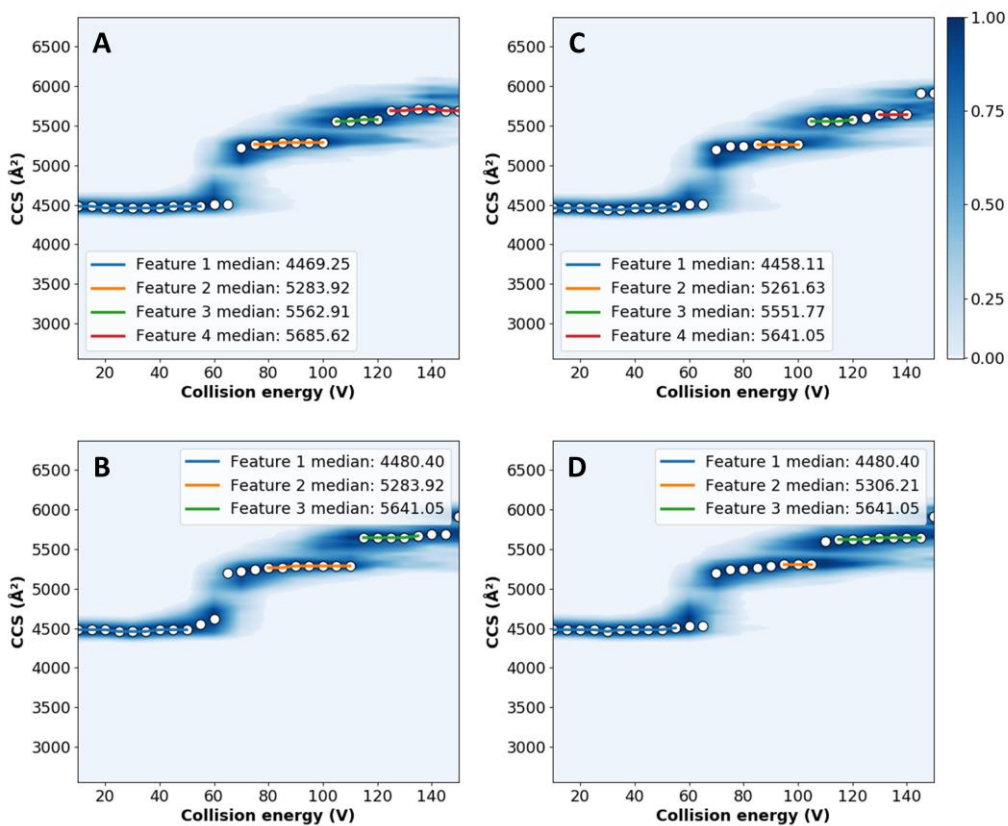 A
6500
6000
5500
5000
4500
4000
3500
3000
CCS (Å²)
Feature 1 median: 4469.25
Feature 2 median: 5283.92
Feature 3 median: 5562.91
Feature 4 median: 5685.62
20 40 60 80 100 120 140
Collision energy (V)
C
6500
6000
5500
5000
4500
4000
3500
3000
CCS (Å²)
Feature 1 median: 4458.11
Feature 2 median: 5261.63
Feature 3 median: 5551.77
Feature 4 median: 5641.05
20 40 60 80 100 120 140
Collision energy (V)
1.00
0.75
0.50
0.25
0.00
B
6500
6000
5500
5000
4500
4000
3500
3000
CCS (Å²)
Feature 1 median: 4480.40
Feature 2 median: 5283.92
Feature 3 median: 5641.05
20 40 60 80 100 120 140
Collision energy (V)
D
6500
6000
5500
5000
4500
4000
3500
3000
CCS (Å²)
Feature 1 median: 4480.40
Feature 2 median: 5306.21
Feature 3 median: 5641.05
20 40 60 80 100 120 140
Collision energy (V)